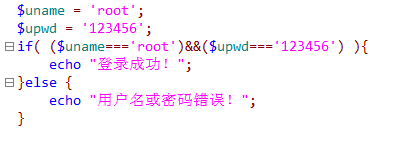 $uname = 'root';
$upwd = '123456';
if( ($uname==='root')&&($upwd==='123456') ){
    echo "登录成功！";
}else {
    echo "用户名或密码错误！";
}